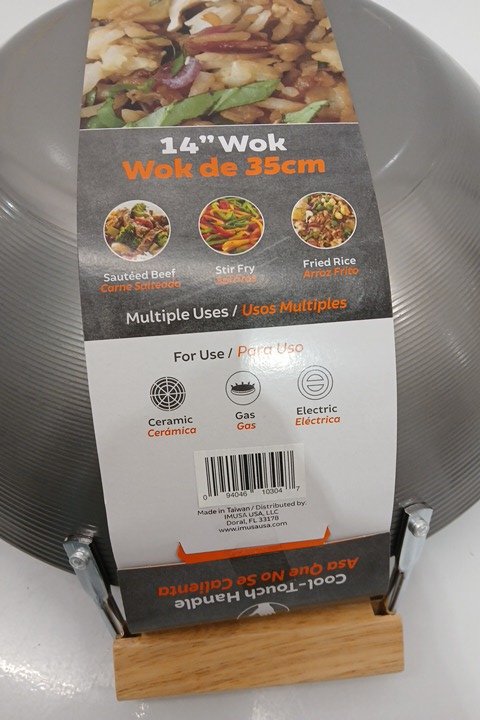 14” Wok
Wok de 35cm
Sautéed Beef
Carne Salteada
Stir Fry
Fried Rice
Arroz Frito
Multiple Uses / Usos Multiples
For Use / Para Uso
Ceramic
Cerámica
Gas
Gas
Electric
Eléctrica
0 94046 10304 7
Made in Taiwan / Distributed by:
IMUSA USA, LLC
Doral, FL 33178
www.imusausa.com
Cool-Touch Handle
Asa Que No Se Calienta